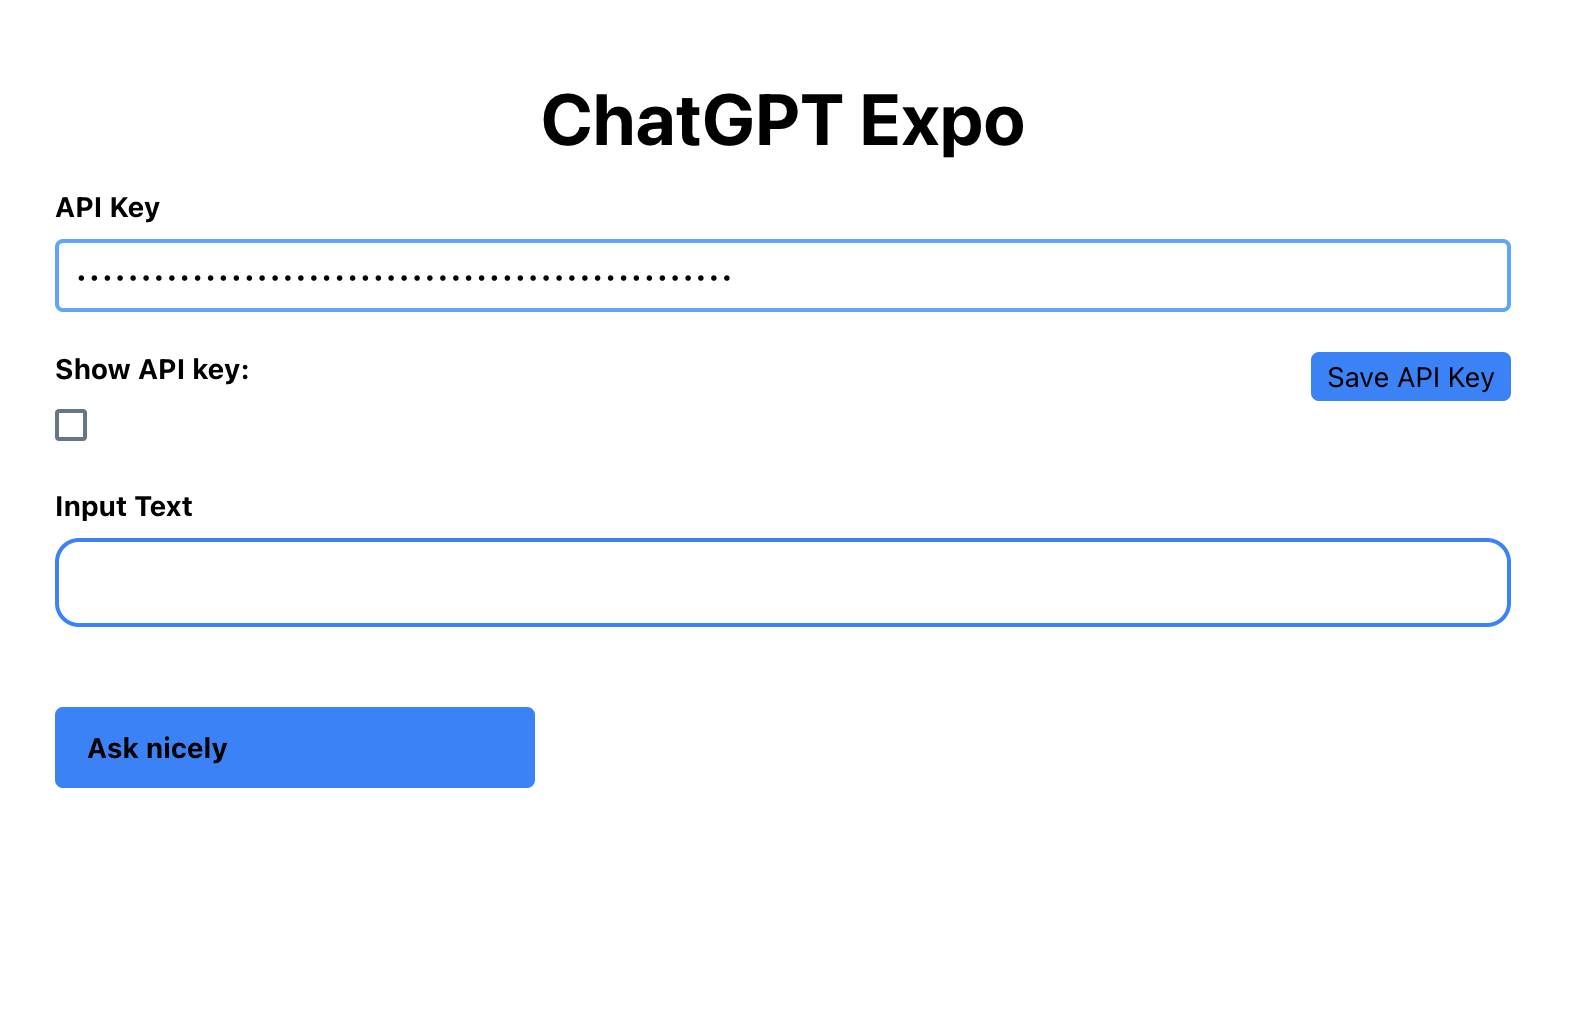 ChatGPT Expo
API Key
•••••••••••••••••••••••••••••••••••••••••••••••••••
Show API key:
Save API Key
Input Text
Ask nicely